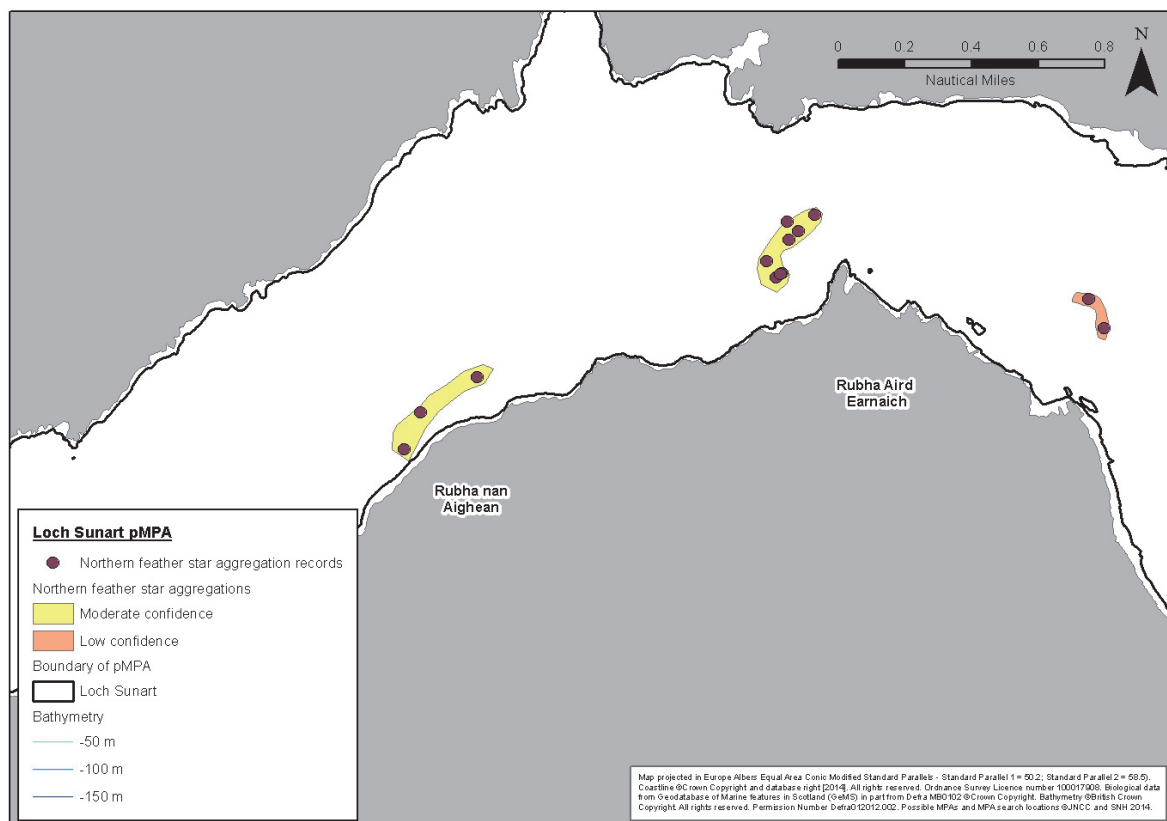 N
0 0.2 0.4 0.6 0.8
Nautical Miles
Rubha Aird
Earnaich
Rubha nan
Aighean
Loch Sunart pMPA
Northern feather star aggregation records
Northern feather star aggregations
Moderate confidence
Low confidence
Boundary of pMPA
Loch Sunart
Bathymetry
-50 m
-100 m
-150 m
Map projected in Europe Albers Equal Area Conic Modified Standard Parallels - Standard Parallel 1 = 50.2; Standard Parallel 2 = 58.5).
Coastline ©Crown Copyright and database right [2014]. All rights reserved. Ordnance Survey Licence number 100017908. Biological data
from Geodatabase of Marine features in Scotland (GeMS) in part from Defra MB0102 ©Crown Copyright. Bathymetry ©British Crown
Copyright. All rights reserved. Permission Number Defra012012.002. Possible MPAs and MPA search locations ©JNCC and SNH 2014.